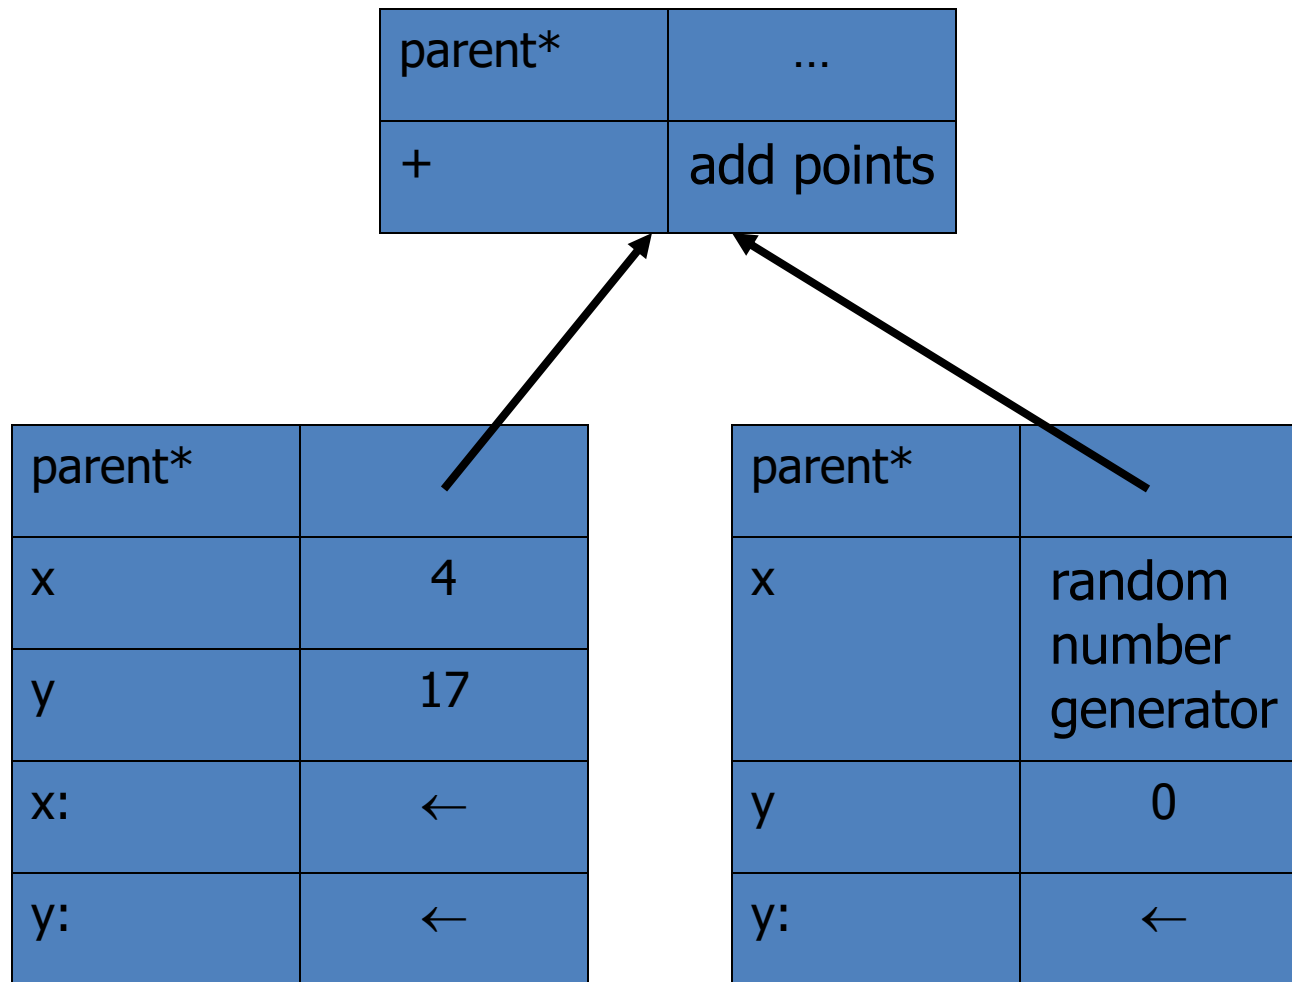 parent* …
+ add points
parent*
x 4
y 17
x: ←
y: ←
parent*
x random
number
generator
y 0
y: ←